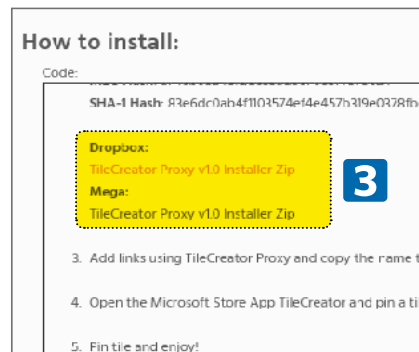 How to install:
Code:
SHA-1 Hash: 83e6dc0ab4f1103574ef4e457b319e0378fb
Dropbox:
TileCreator Proxy v1.0 Installer Zip
Mega:
TileCreator Proxy v1.0 Installer Zip
3
3. Add links using TileCreator Proxy and copy the name
4. Open the Microsoft Store App TileCreator and pin a
5. Pin tile and enjoy!